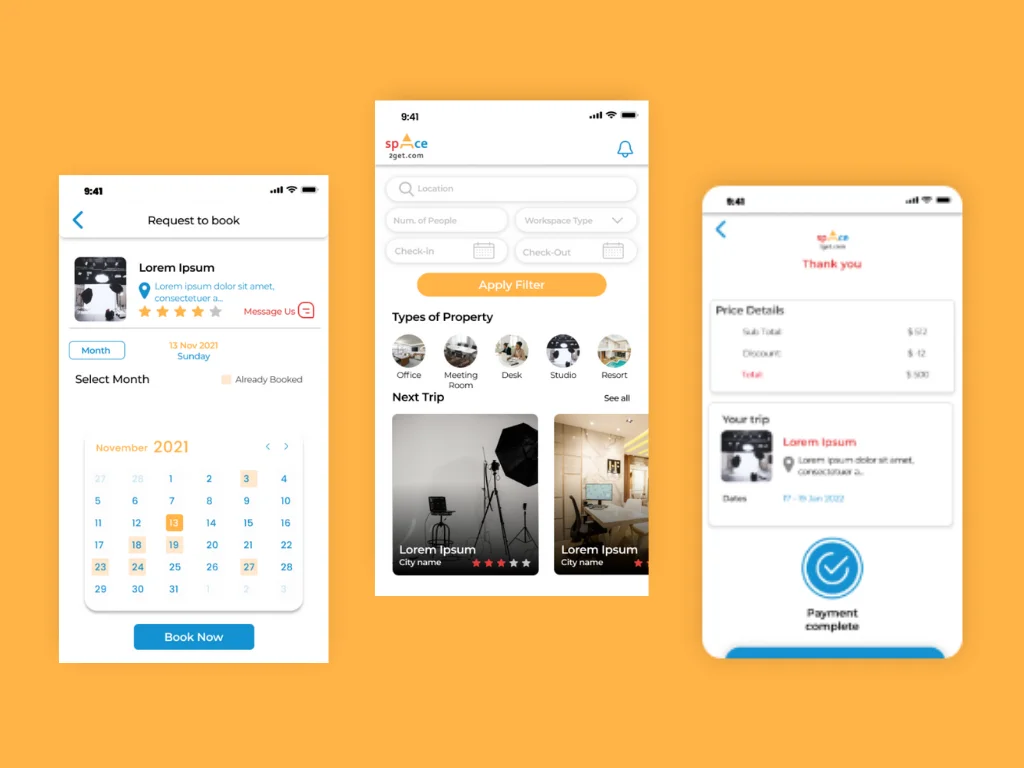 9:41
Request to book
Lorem Ipsum
Lorem ipsum dolor sit amet,
consectetuer a...
Message Us
Month
13 Nov 2021
Sunday
Select Month
Already Booked
November 2021
27 28 1 2 3 4
5 6 7 8 9 10
11 12 13 14 15 16
17 18 19 20 21 22
23 24 25 26 27 28
29 30 31 1 2 3
Book Now
9:41
space
2get.com
Location
Num. of People
Workspace Type
Check-in
Check-Out
Apply Filter
Types of Property
Office
Meeting
Room
Desk
Studio
Resort
Next Trip
See all
Lorem Ipsum
City name
Lorem Ipsum
City name
9:41
space
2get.com
Thank you
Price Details
Sub Total $ 512
Discount $ -12
Total $ 500
Your trip
Lorem Ipsum
Lorem ipsum dolor sit amet,
consectetuer a...
Dates 17 - 19 Jan 2022
Payment
complete